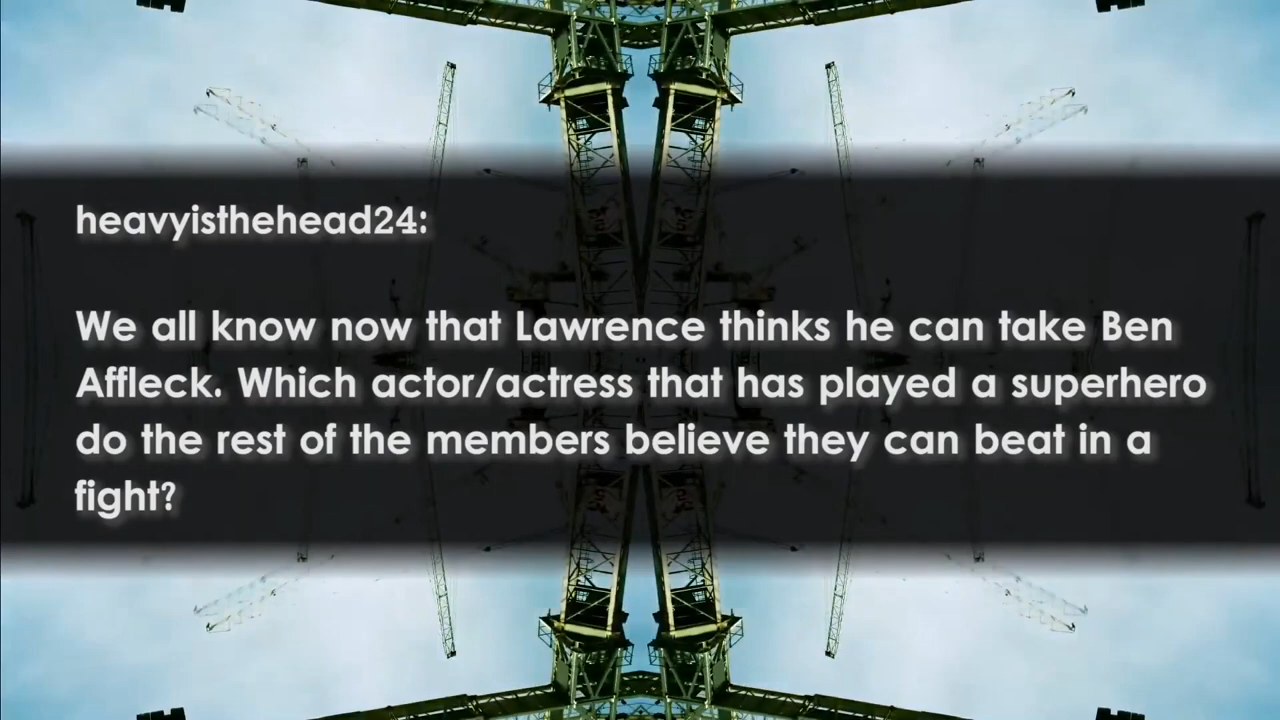 heavyisthehead24:
We all know now that Lawrence thinks he can take Ben
Affleck. Which actor/actress that has played a superhero
do the rest of the members believe they can beat in a
fight?